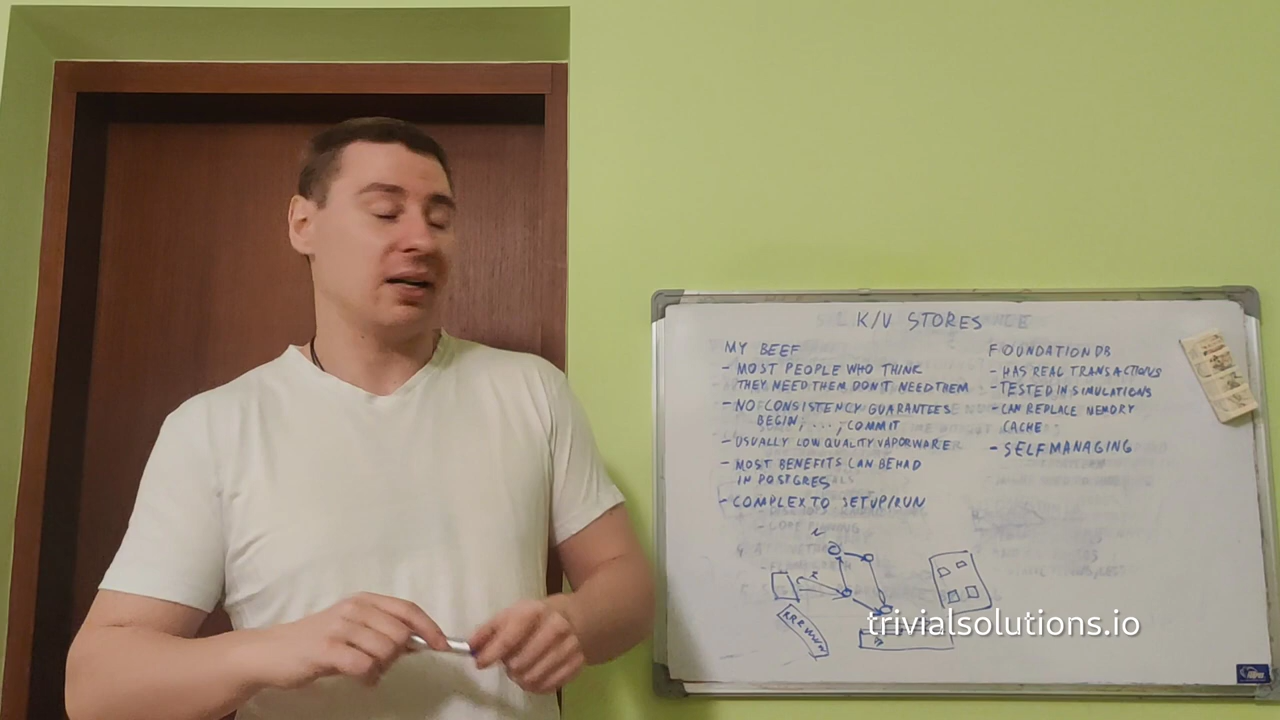 K/V STORES
MY BEEF
- MOST PEOPLE WHO THINK
THEY NEED THEM DON'T NEED THEM
- NO CONSISTENCY GUARANTEES
BEGIN; ...; COMMIT
- USUALLY LOW QUALITY VAPORWARE
- MOST BENEFITS CAN BE HAD
IN POSTGRES
- COMPLEX TO SETUP/RUN
FOUNDATIONDB
- HAS REAL TRANSACTIONS
- TESTED IN SIMULATIONS
- CAN REPLACE MEMORY
CACHE
- SELF MANAGING
trivialsolutions.io